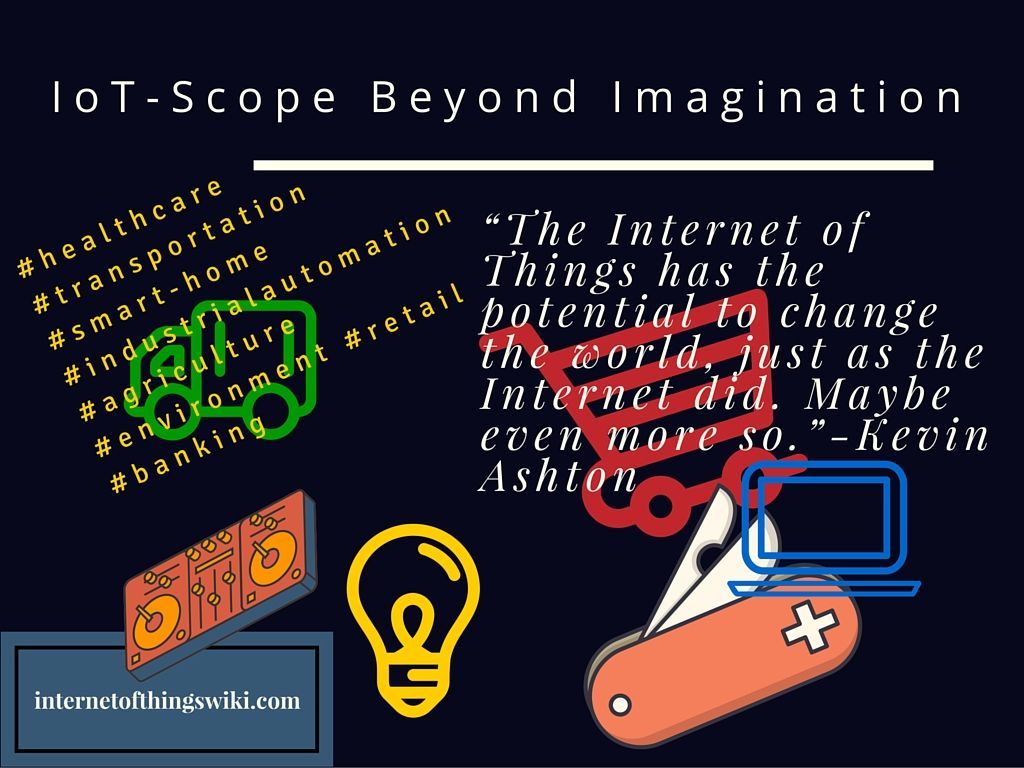 IoT-Scope Beyond Imagination
#healthcare
#transportation
#smart-home
#industrialautomation
#agriculture
#environment #retail
#banking
“The Internet of
Things has the
potential to change
the world, just as the
Internet did. Maybe
even more so.”–Kevin
Ashton
internetofthingswiki.com